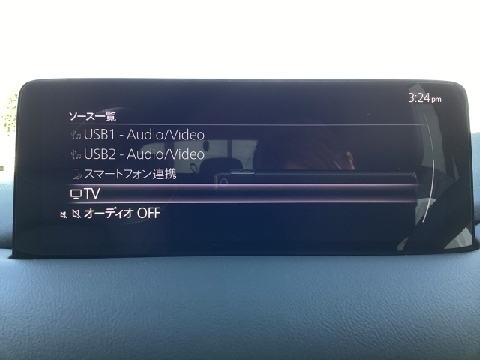 3:24pm
ソース一覧
USB1 - Audio/Video
USB2 - Audio/Video
スマートフォン連携
TV
オーディオ OFF